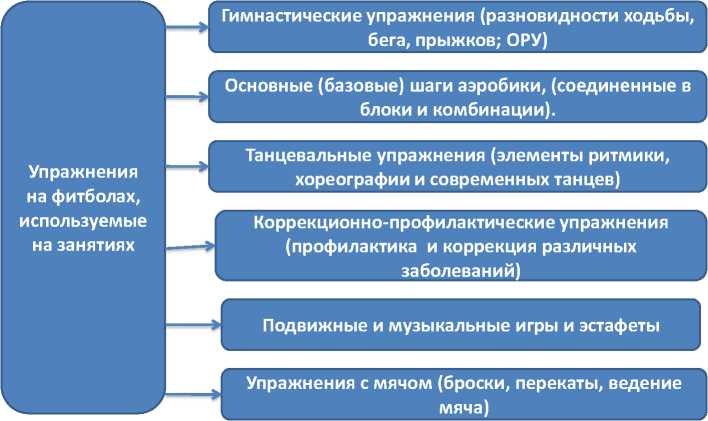 Упражнения
на фитболах,
используемые
на занятиях
Гимнастические упражнения (разновидности ходьбы,
бега, прыжков; ОРУ)
Основные (базовые) шаги аэробики, (соединенные в
блоки и комбинации).
Танцевальные упражнения (элементы ритмики,
хореографии и современных танцев)
Коррекционно-профилактические упражнения
(профилактика и коррекция различных
заболеваний)
Подвижные и музыкальные игры и эстафеты
Упражнения с мячом (броски, перекаты, ведение
мяча)